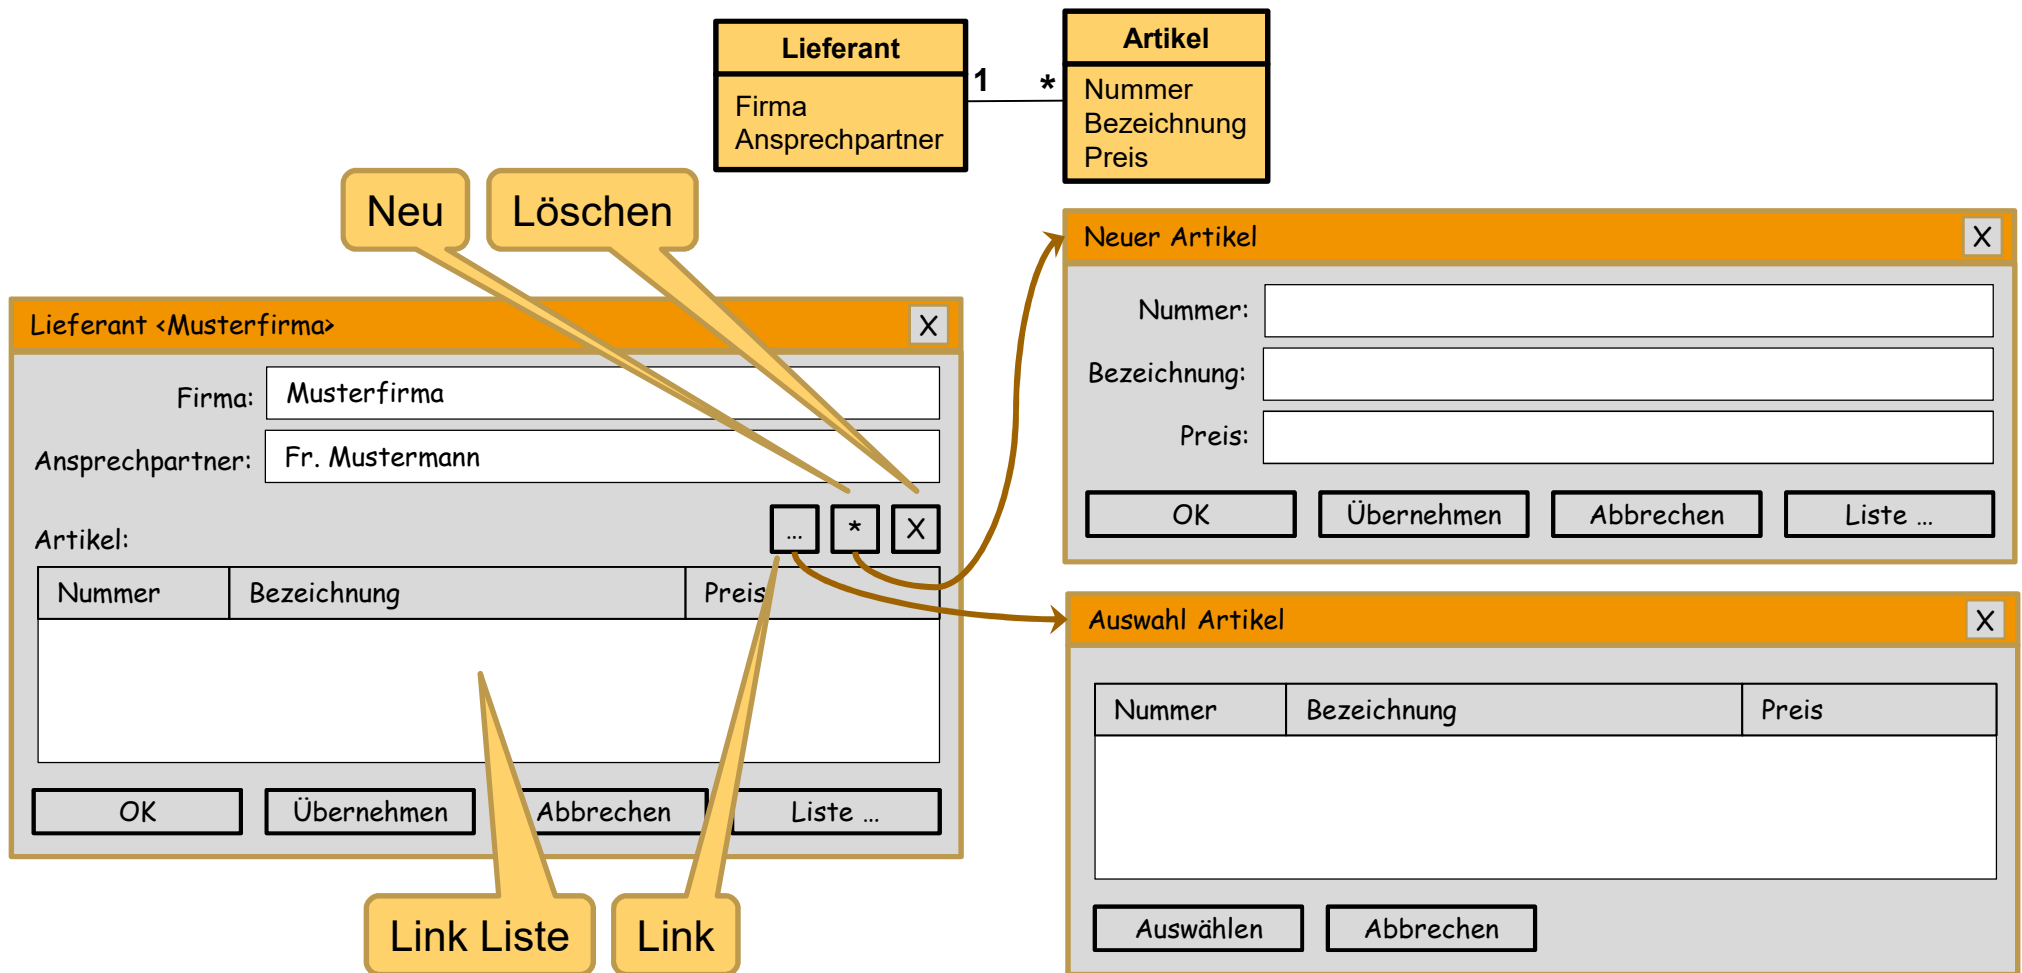 Lieferant
Firma
Ansprechpartner
1
*
Artikel
Nummer
Bezeichnung
Preis
Neu
Löschen
Lieferant <Musterfirma>
X
Firma:
Musterfirma
Ansprechpartner:
Fr. Mustermann
Artikel:
...
*
X
Nummer
Bezeichnung
Preis
OK
Übernehmen
Abbrechen
Liste ...
Link Liste
Link
Neuer Artikel
X
Nummer:
Bezeichnung:
Preis:
OK
Übernehmen
Abbrechen
Liste ...
Auswahl Artikel
X
Nummer
Bezeichnung
Preis
Auswählen
Abbrechen